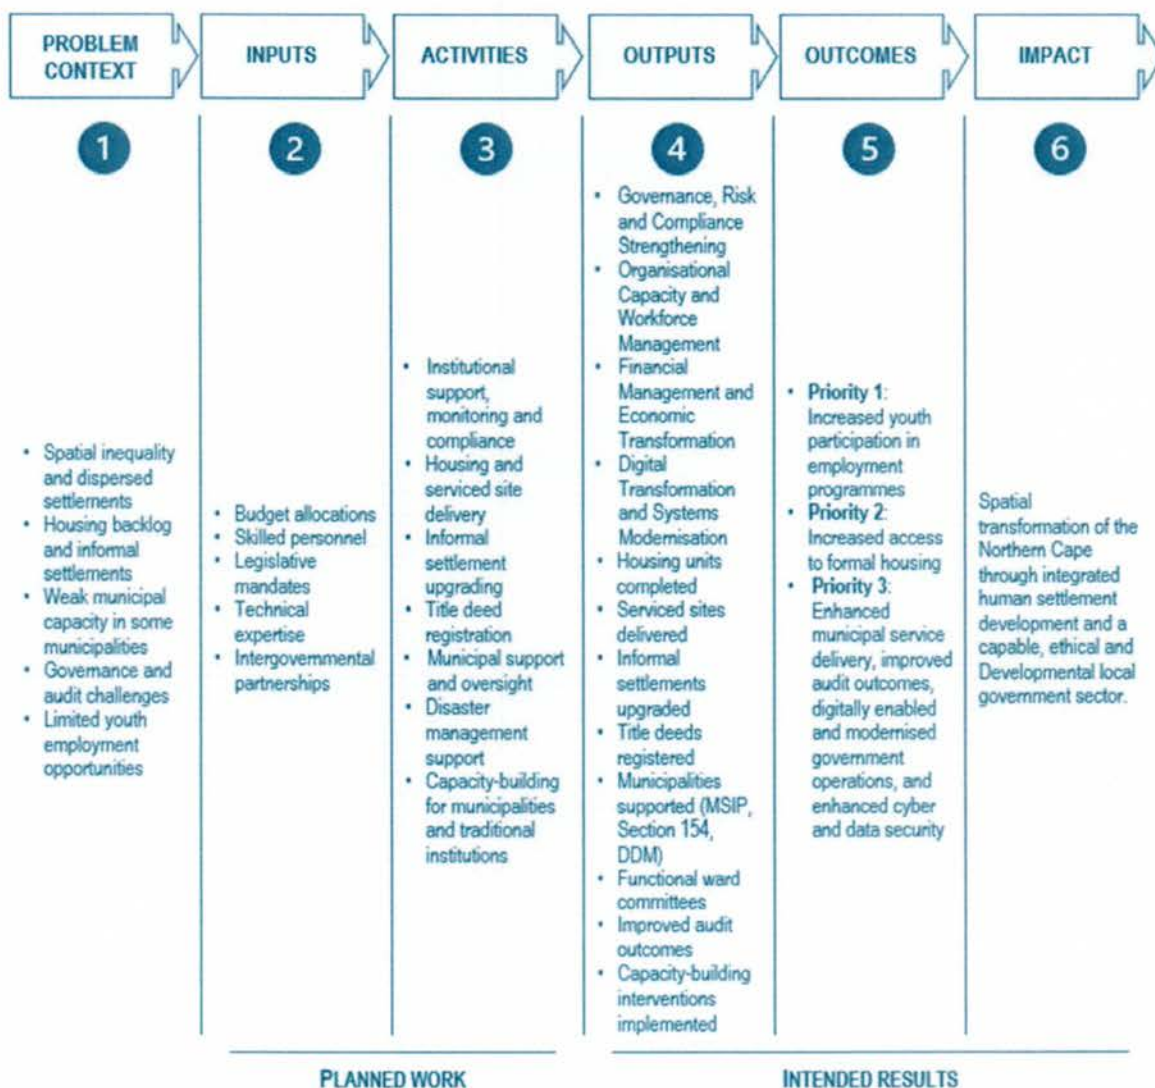 PROBLEM
CONTEXT
INPUTS
ACTIVITIES
OUTPUTS
OUTCOMES
IMPACT
1
2
3
4
5
6
• Spatial inequality
and dispersed
settlements
• Housing backlog
and informal
settlements
• Weak municipal
capacity in some
municipalities
• Governance and
audit challenges
• Limited youth
employment
opportunities
• Budget allocations
• Skilled personnel
• Legislative
mandates
• Technical
expertise
• Intergovernmental
partnerships
• Institutional
support,
monitoring and
compliance
• Housing and
serviced site
delivery
• Informal
settlement
upgrading
• Title deed
registration
• Municipal support
and oversight
• Disaster
management
support
• Capacity-building
for municipalities
and traditional
institutions
• Governance, Risk
and Compliance
Strengthening
• Organisational
Capacity and
Workforce
Management
• Financial
Management and
Economic
Transformation
• Digital
Transformation
and Systems
Modernisation
• Housing units
completed
• Serviced sites
delivered
• Informal
settlements
upgraded
• Title deeds
registered
• Municipalities
supported (MSIP,
Section 154,
DDM)
• Functional ward
committees
• Improved audit
outcomes
• Capacity-building
interventions
implemented
• Priority 1:
Increased youth
participation in
employment
programmes
• Priority 2:
Increased access
to formal housing
• Priority 3:
Enhanced
municipal service
delivery, improved
audit outcomes,
digitally enabled
and modernised
government
operations, and
enhanced cyber
and data security
Spatial
transformation of the
Northern Cape
through integrated
human settlement
development and a
capable, ethical and
Developmental local
government sector.
PLANNED WORK
INTENDED RESULTS